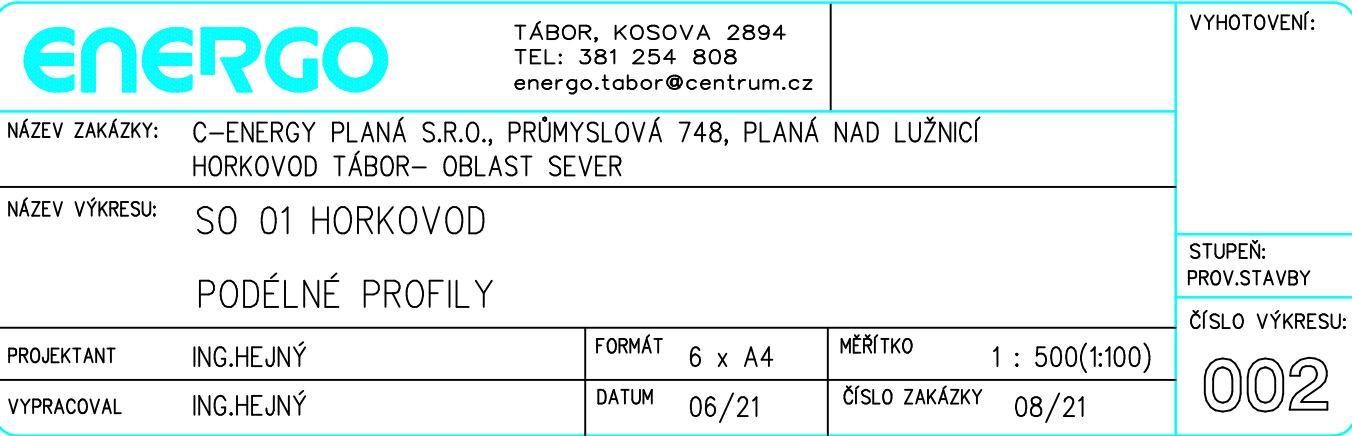 ENERGO
TÁBOR, KOSOVA 2894
TEL: 381 254 808
energo.tabor@centrum.cz
VYHOTOVENÍ:
NÁZEV ZAKÁZKY: C-ENERGY PLANÁ S.R.O., PRŮMYSLOVÁ 748, PLANÁ NAD LUŽNICÍ
HORKOVOD TÁBOR- OBLAST SEVER
NÁZEV VÝKRESU: SO 01 HORKOVOD
PODÉLNÉ PROFILY
STUPEŇ:
PROV.STAVBY
PROJEKTANT ING.HEJNÝ FORMÁT 6 x A4 MĚŘÍTKO 1 : 500(1:100)
VYPRACOVAL ING.HEJNÝ DATUM 06/21 ČÍSLO ZAKÁZKY 08/21
ČÍSLO VÝKRESU:
002